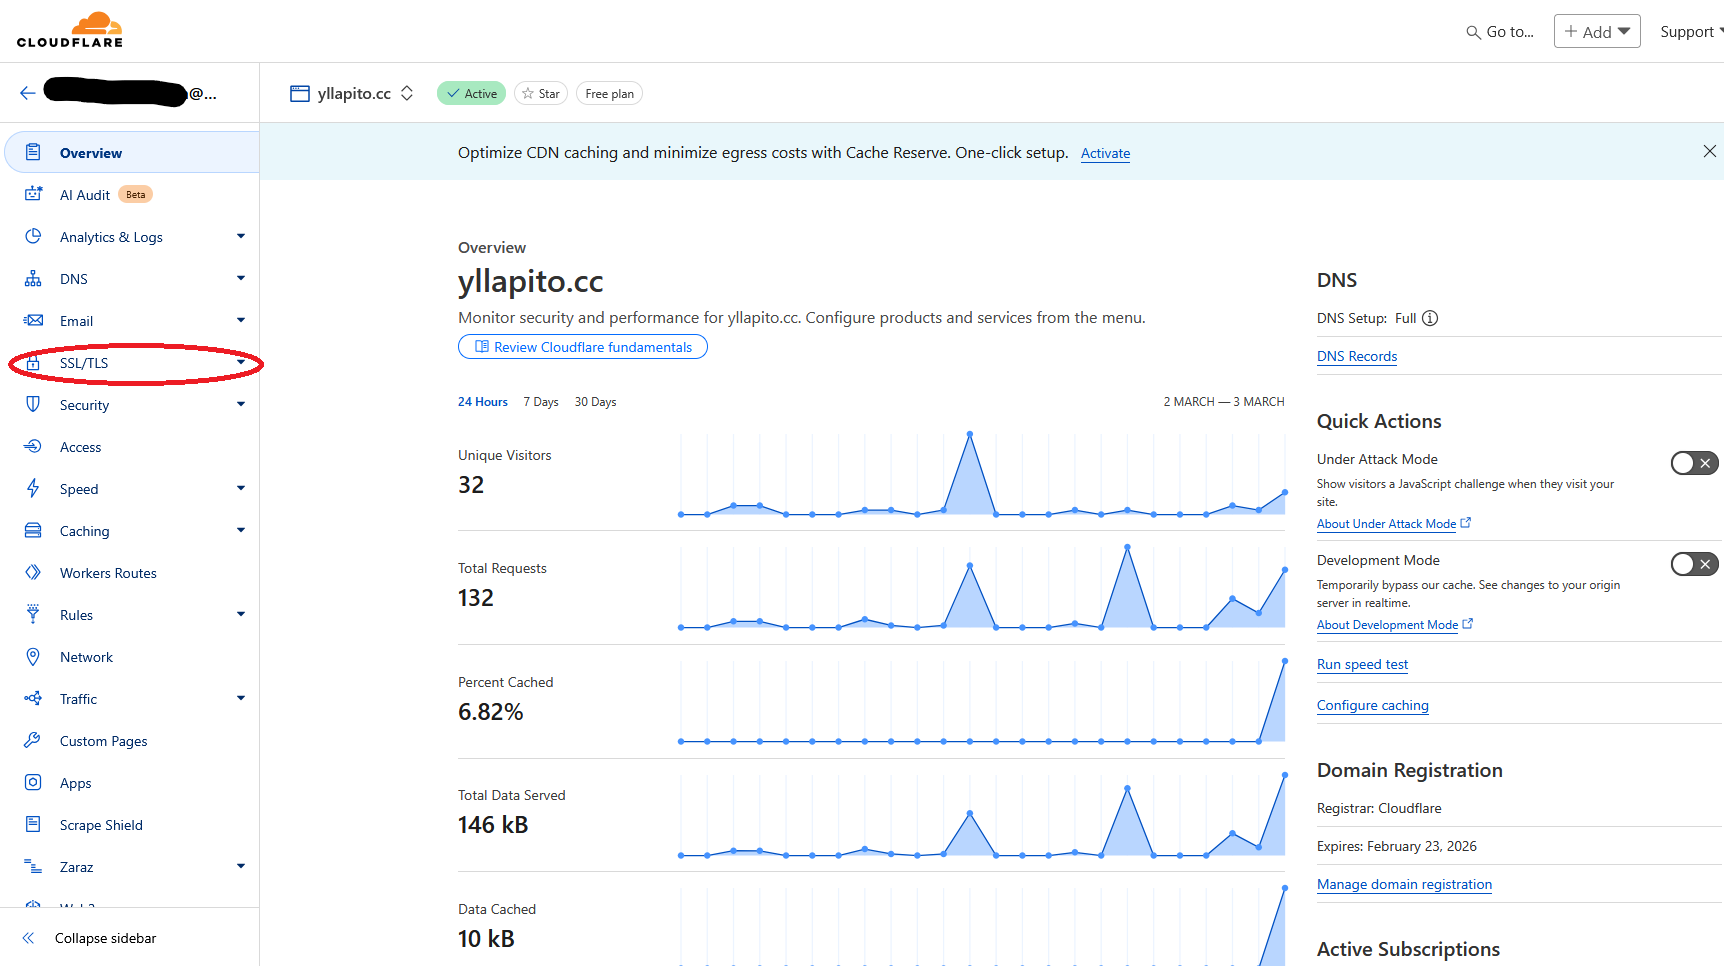 CLOUDFLARE
Go to...
Add
Support
@...
yllapito.cc
Active
Star
Free plan
Overview
AI Audit Beta
Analytics & Logs
DNS
Email
SSL/TLS
Security
Access
Speed
Caching
Workers Routes
Rules
Network
Traffic
Custom Pages
Apps
Scrape Shield
Zaraz
Collapse sidebar
Optimize CDN caching and minimize egress costs with Cache Reserve. One-click setup. Activate
Overview
yllapito.cc
Monitor security and performance for yllapito.cc. Configure products and services from the menu.
Review Cloudflare fundamentals
24 Hours 7 Days 30 Days 2 MARCH — 3 MARCH
Unique Visitors
32
Total Requests
132
Percent Cached
6.82%
Total Data Served
146 kB
Data Cached
10 kB
DNS
DNS Setup: Full
DNS Records
Quick Actions
Under Attack Mode
Show visitors a JavaScript challenge when they visit your
site.
About Under Attack Mode
Development Mode
Temporarily bypass our cache. See changes to your origin
server in realtime.
About Development Mode
Run speed test
Configure caching
Domain Registration
Registrar: Cloudflare
Expires: February 23, 2026
Manage domain registration
Active Subscriptions